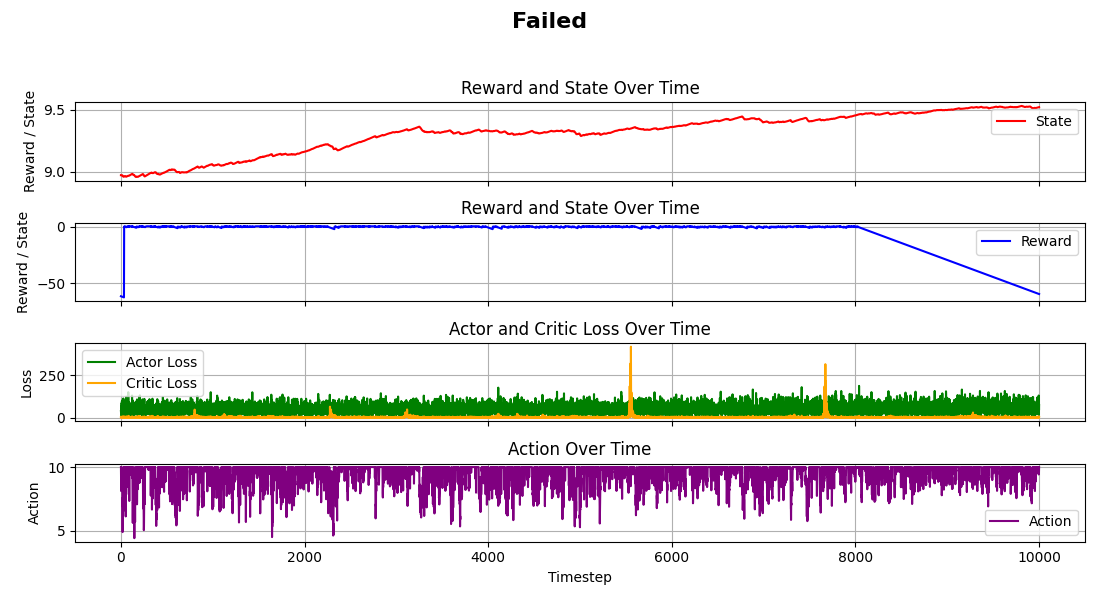 Failed
Reward and State Over Time
Reward / State
9.5
9.0
State
Reward and State Over Time
Reward / State
0
−50
Reward
Actor and Critic Loss Over Time
Loss
250
0
Actor Loss
Critic Loss
Action Over Time
Action
10
5
Action
0 2000 4000 6000 8000 10000
Timestep